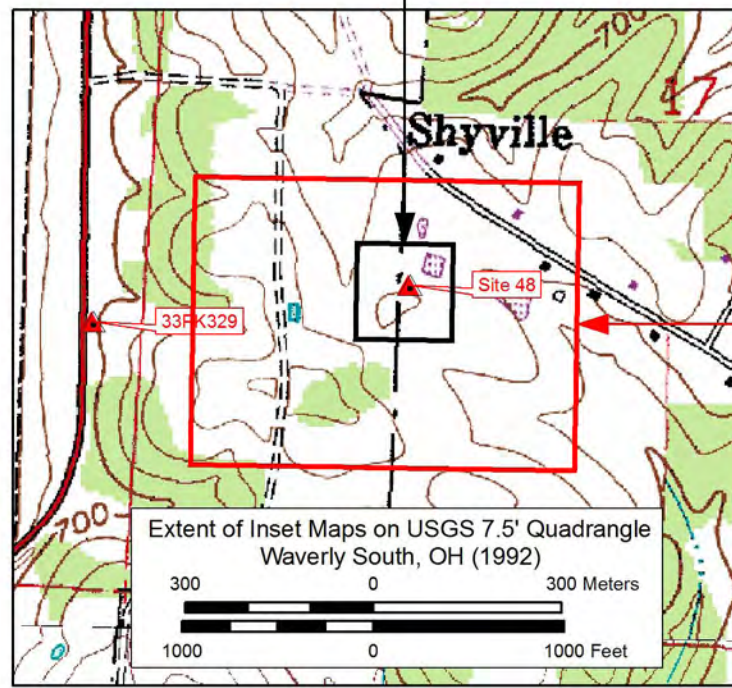 700
17
Shyville
Site 48
33PK329
700
Extent of Inset Maps on USGS 7.5' Quadrangle
Waverly South, OH (1992)
300 0 300 Meters
1000 0 1000 Feet